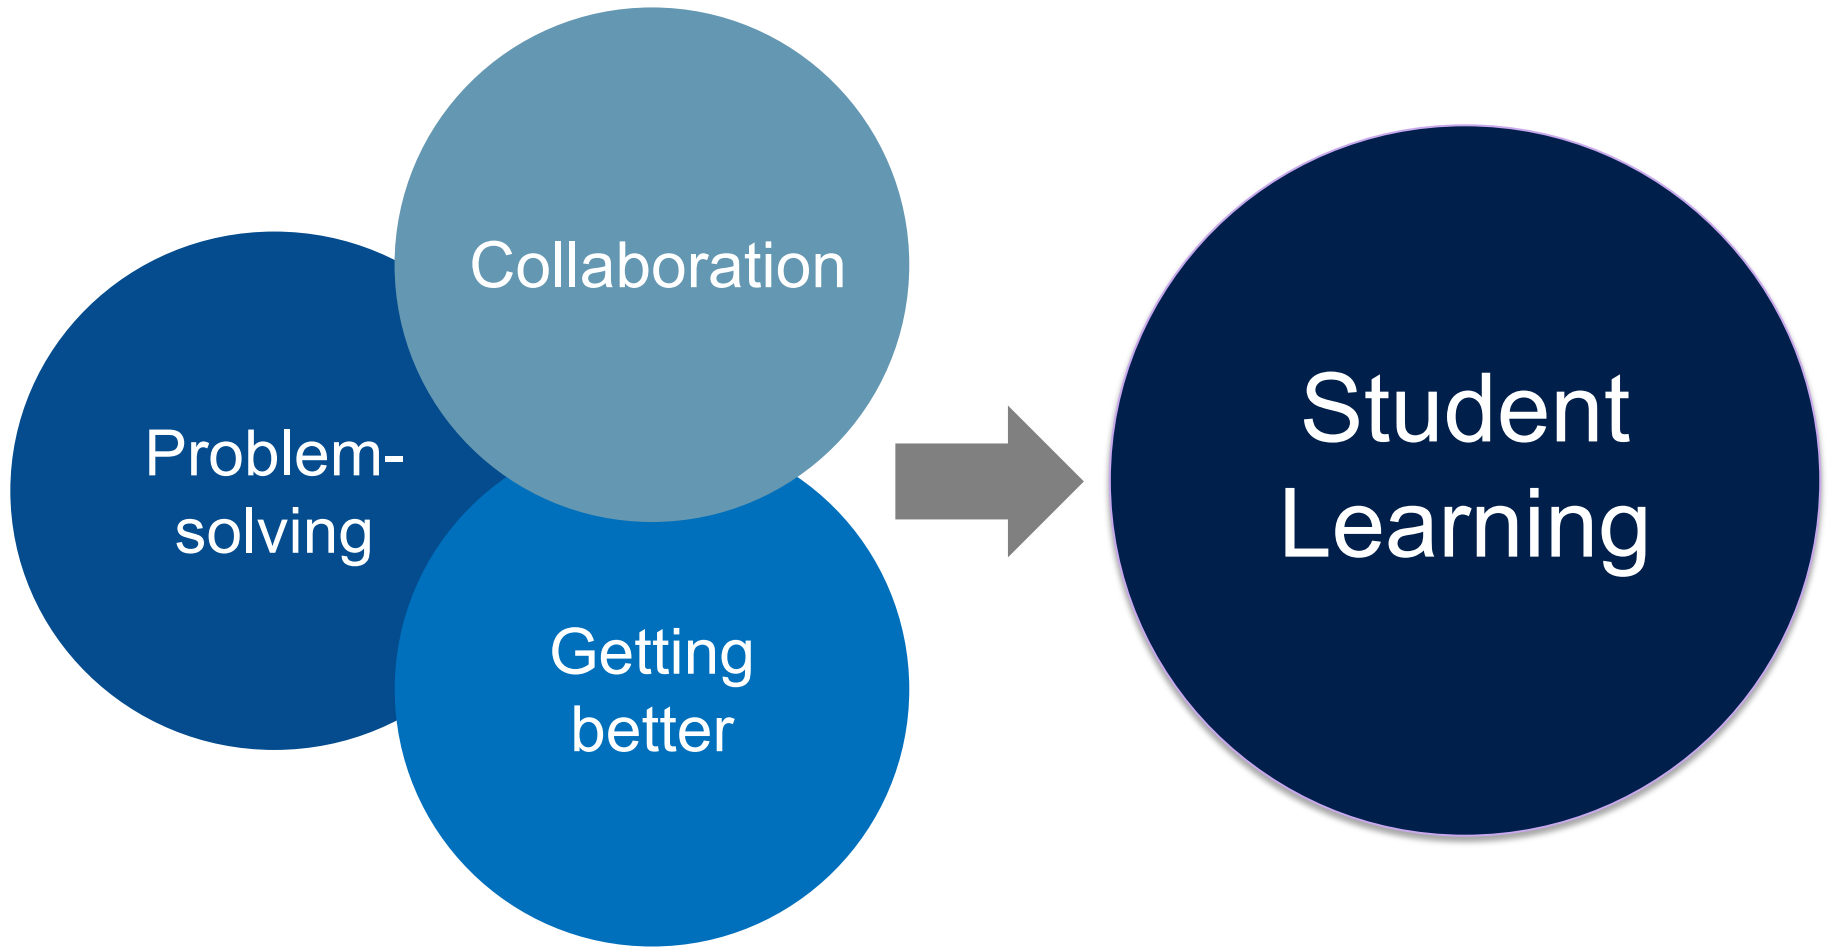 Collaboration
Problem-
solving
Getting
better
Student
Learning